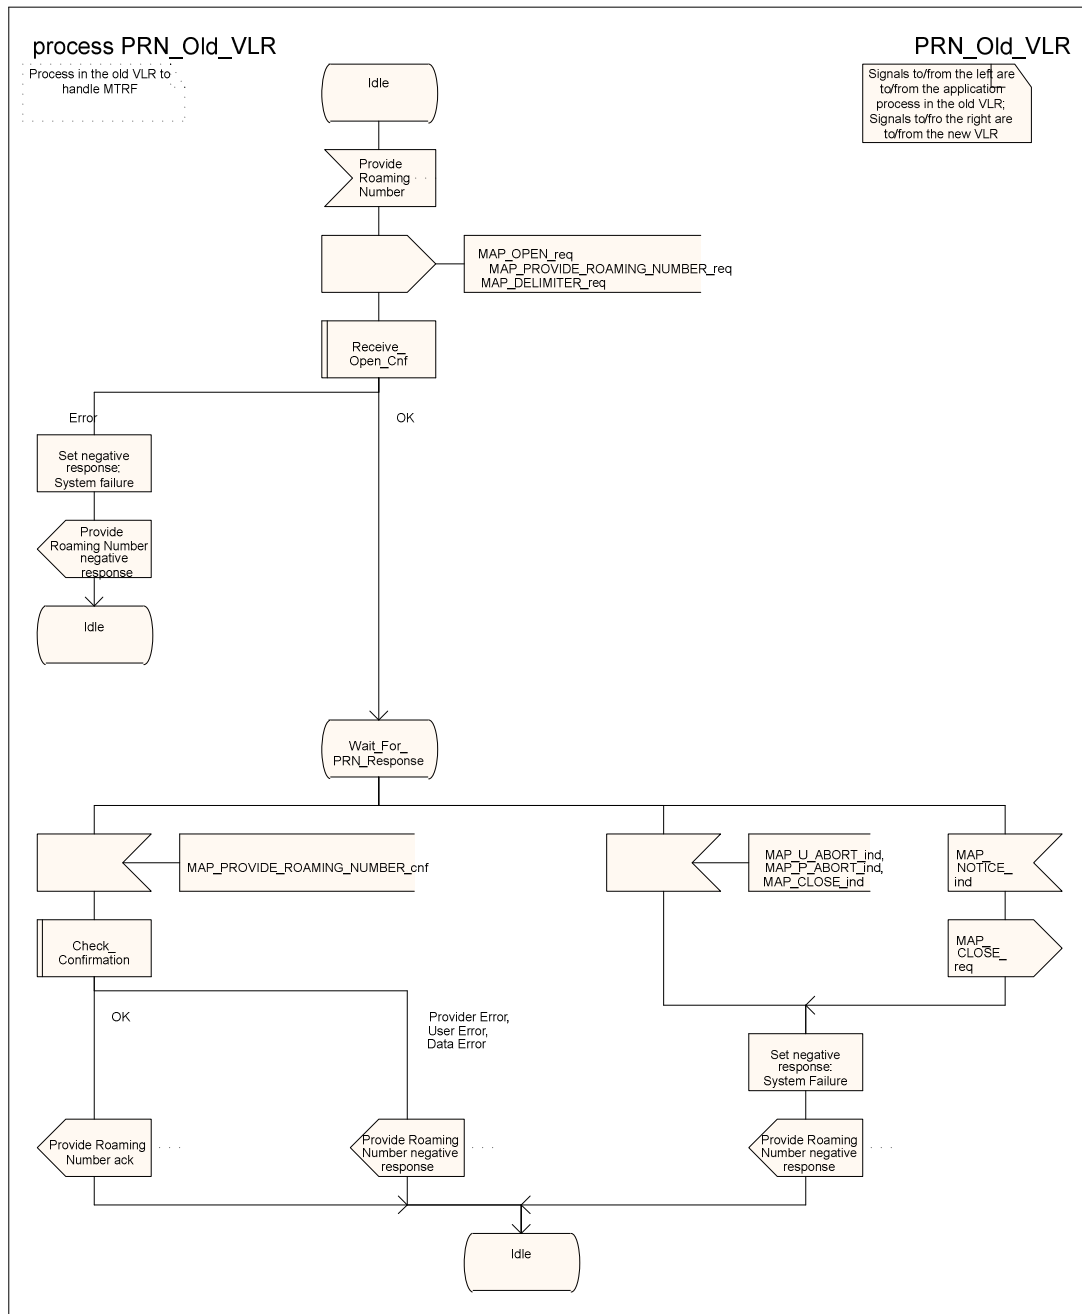 process PRN_Old_VLR
PRN_Old_VLR
Process in the old VLR to
handle MTRF
Signals to/from the left are
to/from the application
process in the old VLR;
Signals to/fro the right are
to/from the new VLR
Idle
Provide
Roaming
Number
MAP_OPEN_req
MAP_PROVIDE_ROAMING_NUMBER_req
MAP_DELIMITER_req
Receive_
Open_Cnf
Error
OK
Set negative
response:
System failure
Provide
Roaming Number
negative
response
Idle
Wait_For_
PRN_Response
MAP_PROVIDE_ROAMING_NUMBER_cnf
MAP_U_ABORT_ind,
MAP_P_ABORT_ind,
MAP_CLOSE_ind
MAP_
NOTICE_
ind
Check_
Confirmation
MAP_
CLOSE_
req
OK
Provider Error,
User Error,
Data Error
Set negative
response:
System Failure
Provide Roaming
Number ack
Provide Roaming
Number negative
response
Provide Roaming
Number negative
response
Idle